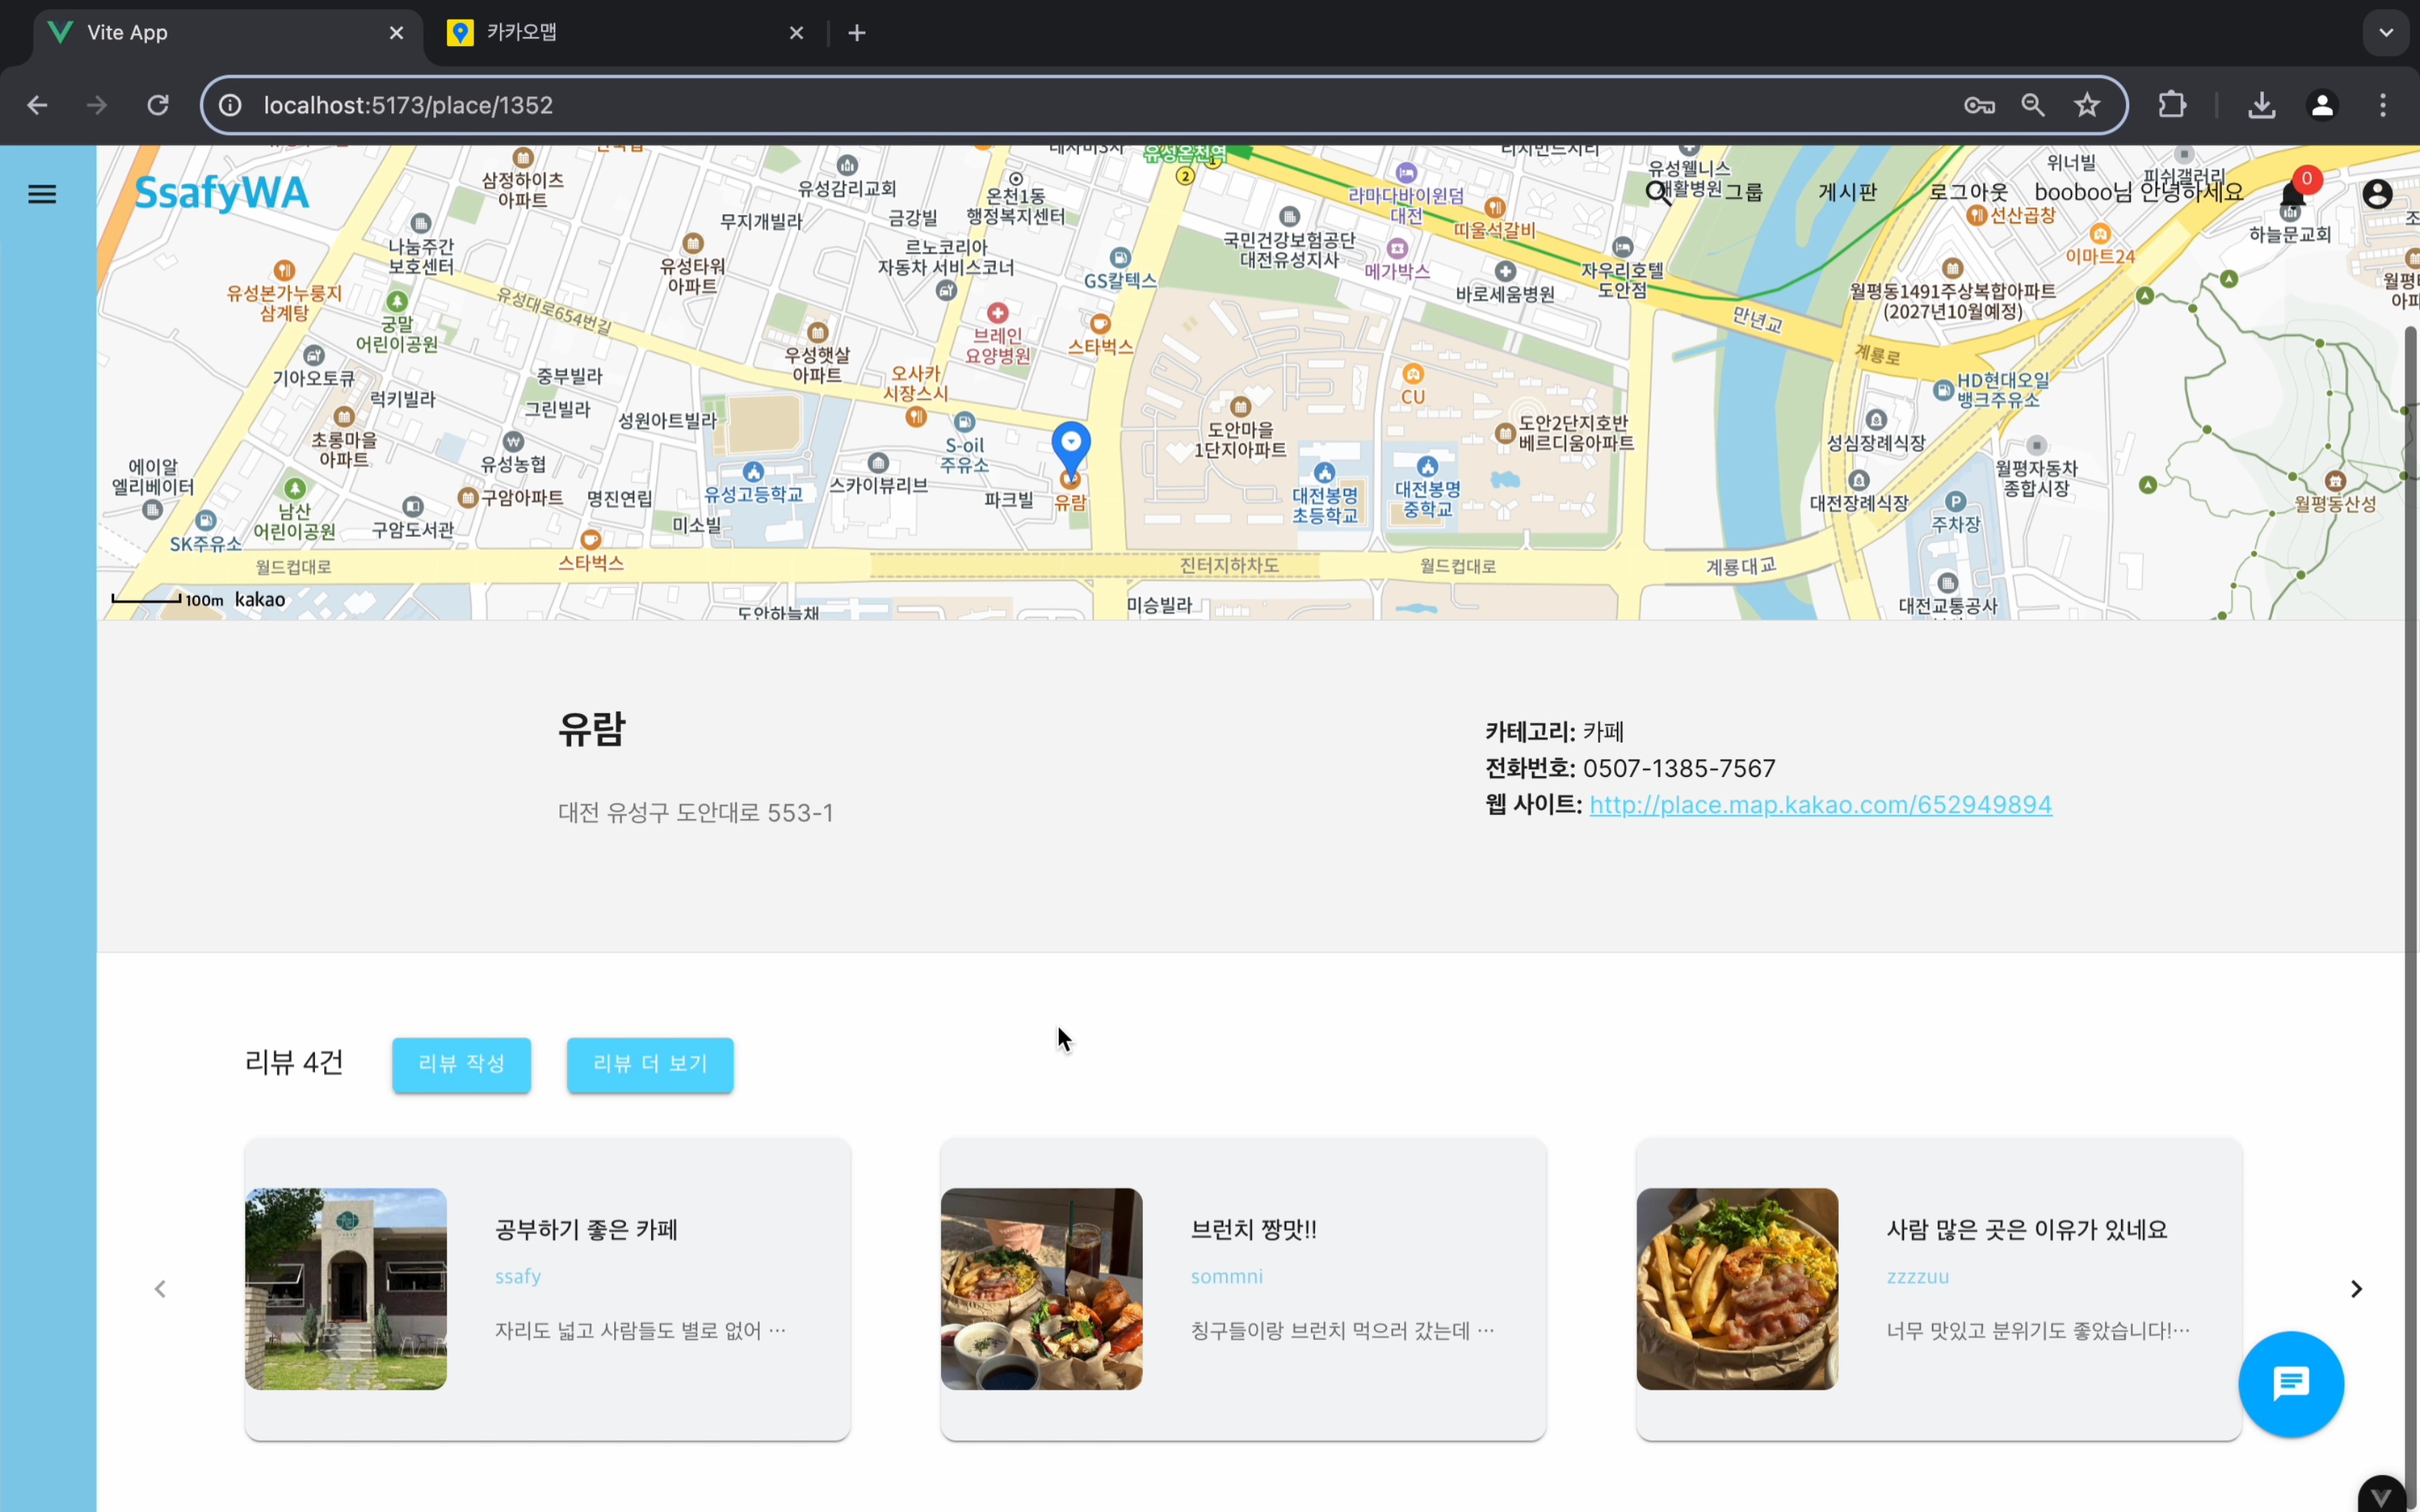 Vite App
카카오맵
localhost:5173/place/1352
SsafyWA
그룹
게시판
로그아웃
booboo님 안녕하세요
0
삼정하이츠
아파트
유성감리교회
온천1동
행정복지센터
유성온천역
2
라마다바이윈덤
대전
유성웰니스
재활병원
위너빌
피쉬갤러리
선산곱창
나눔주간
보호센터
무지개빌라
금강빌
르노코리아
자동차 서비스코너
국민건강보험공단
대전유성지사
띠울석갈비
메가박스
하늘문교회
이마트24
유성본가누룽지
삼계탕
궁말
어린이공원
유성대로654번길
유성타워
아파트
GS칼텍스
바로세움병원
자우리호텔
도안점
월평동1491주상복합아파트
(2027년10월예정)
기아오토큐
럭키빌라
중부빌라
그린빌라
우성햇살
아파트
브레인
요양병원
스타벅스
오사카
시장스시
만년교
계룡로
HD현대오일
뱅크주유소
초롱마을
아파트
유성농협
성원아트빌라
S-oil
주유소
도안마을
1단지아파트
CU
도안2단지호반
베르디움아파트
성심장례식장
월평자동차
종합시장
에이알
엘리베이터
남산
어린이공원
구암도서관
구암아파트
명진연립
유성고등학교
스카이뷰리브
파크빌
유람
대전봉명
초등학교
대전봉명
중학교
대전장례식장
주차장
월평동산성
SK주유소
미소빌
스타벅스
월드컵대로
진터지하차도
월드컵대로
계룡대교
100m kakao
도안하늘채
미승빌라
대전교통공사
유람
대전 유성구 도안대로 553-1
카테고리: 카페
전화번호: 0507-1385-7567
웹 사이트: http://place.map.kakao.com/652949894
리뷰 4건
리뷰 작성
리뷰 더 보기
공부하기 좋은 카페
ssafy
자리도 넓고 사람들도 별로 없어 ...
브런치 짱맛!!
sommni
칭구들이랑 브런치 먹으러 갔는데 ...
사람 많은 곳은 이유가 있네요
zzzzuu
너무 맛있고 분위기도 좋았습니다!...